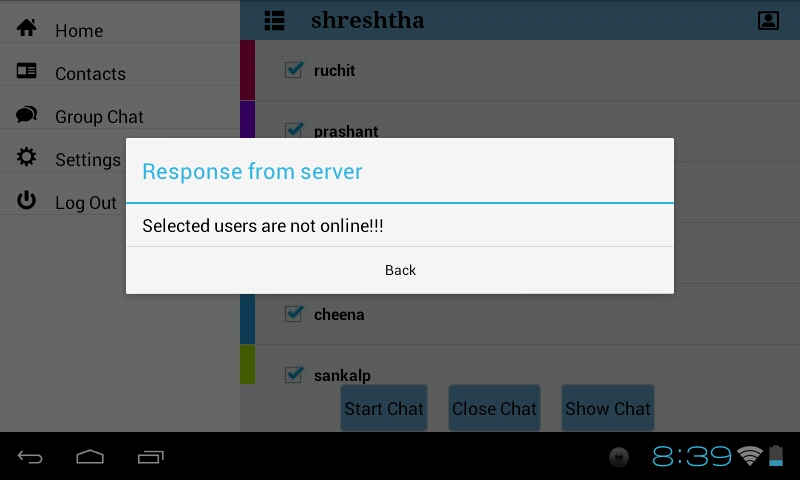 shreshtha
Home
Contacts
Group Chat
Settings
Log Out
ruchit
prashant
Response from server
Selected users are not online!!!
Back
cheena
sankalp
Start Chat
Close Chat
Show Chat
8:39